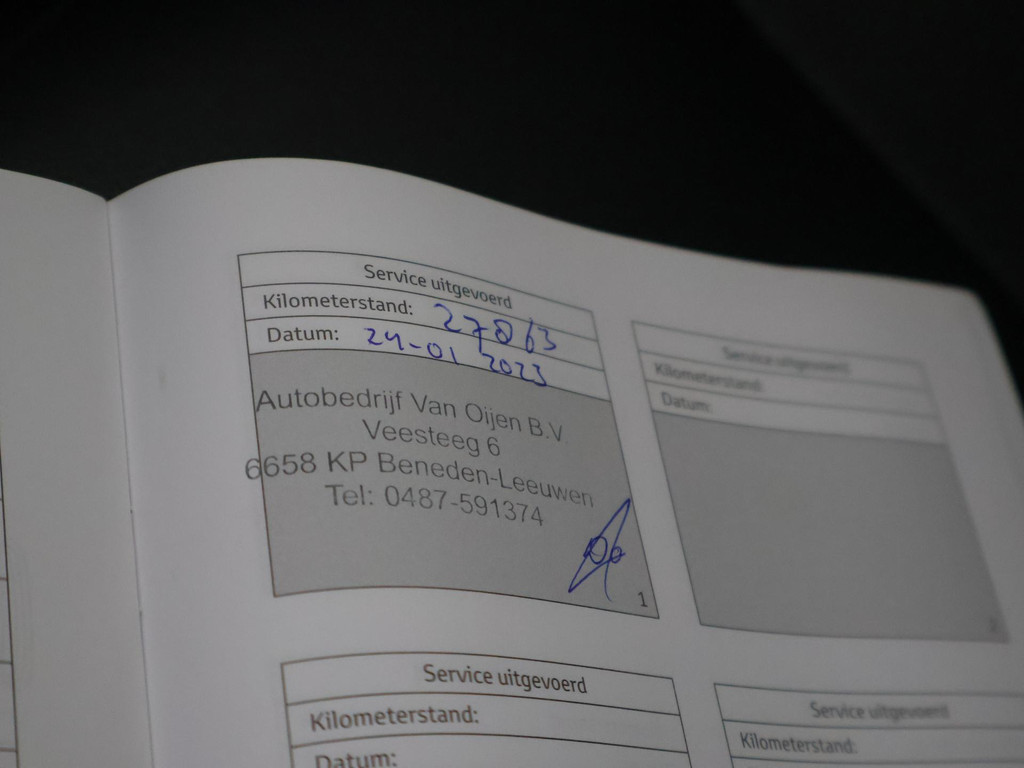 Service uitgevoerd
Kilometerstand: 27863
Datum: 24-01 2023
Autobedrijf Van Oijen B.V.
Veesteeg 6
6658 KP Beneden-Leeuwen
Tel: 0487-591374
1
Service uitgevoerd
Kilometerstand:
Datum:
Service uitgevoerd
Kilometerstand:
Datum:
Service uitgevoerd
Kilometerstand: